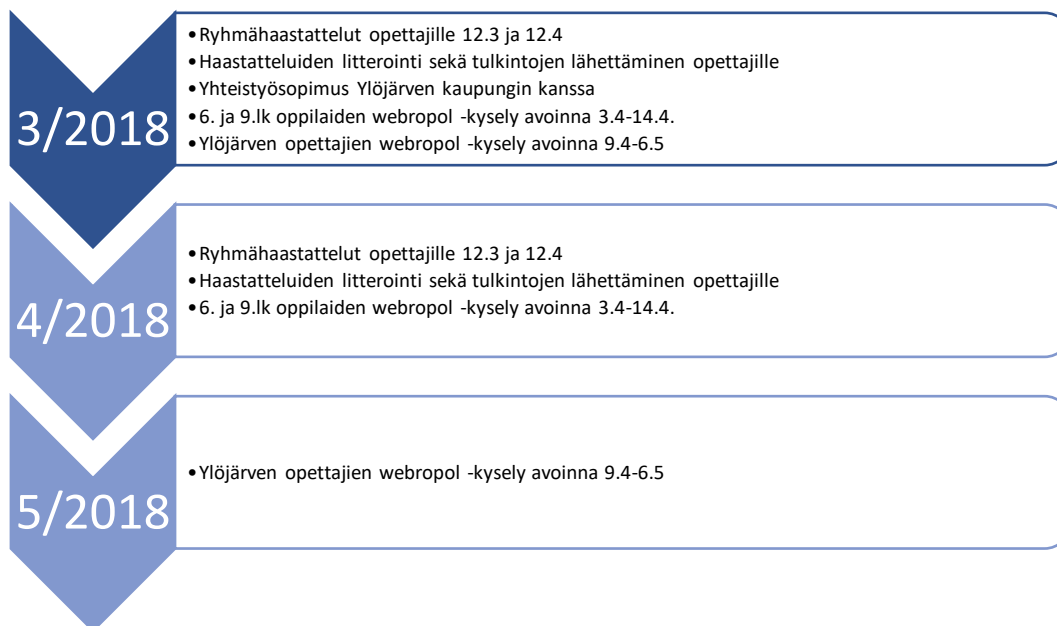 3/2018
•Ryhmähaastattelut opettajille 12.3 ja 12.4
•Haastatteluiden litterointi sekä tulkintojen lähettäminen opettajille
•Yhteistyösopimus Ylöjärven kaupungin kanssa
•6. ja 9.lk oppilaiden webropol -kysely avoinna 3.4-14.4.
•Ylöjärven opettajien webropol -kysely avoinna 9.4-6.5
4/2018
•Ryhmähaastattelut opettajille 12.3 ja 12.4
•Haastatteluiden litterointi sekä tulkintojen lähettäminen opettajille
•6. ja 9.lk oppilaiden webropol -kysely avoinna 3.4-14.4.
5/2018
•Ylöjärven opettajien webropol -kysely avoinna 9.4-6.5